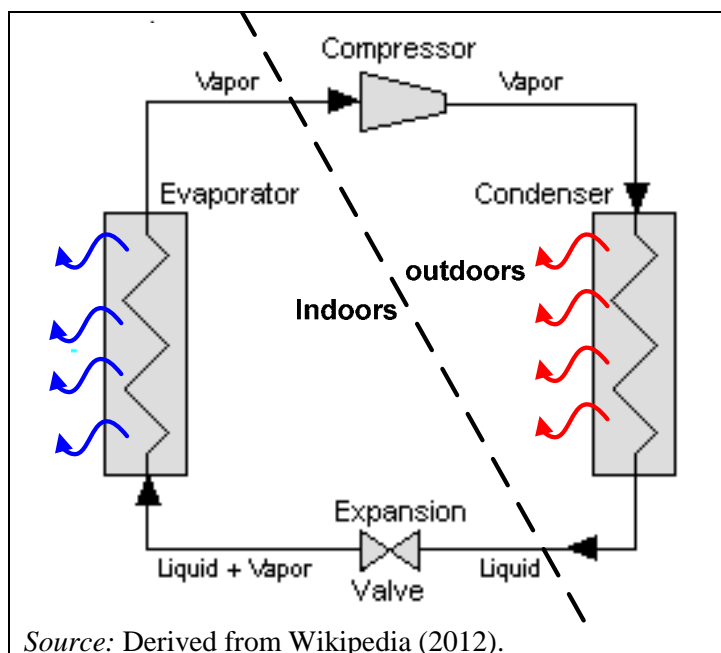 Compressor
Vapor
Vapor
Evaporator
Condenser
outdoors
Indoors
Expansion
Valve
Liquid + Vapor
Liquid
Source: Derived from Wikipedia (2012).